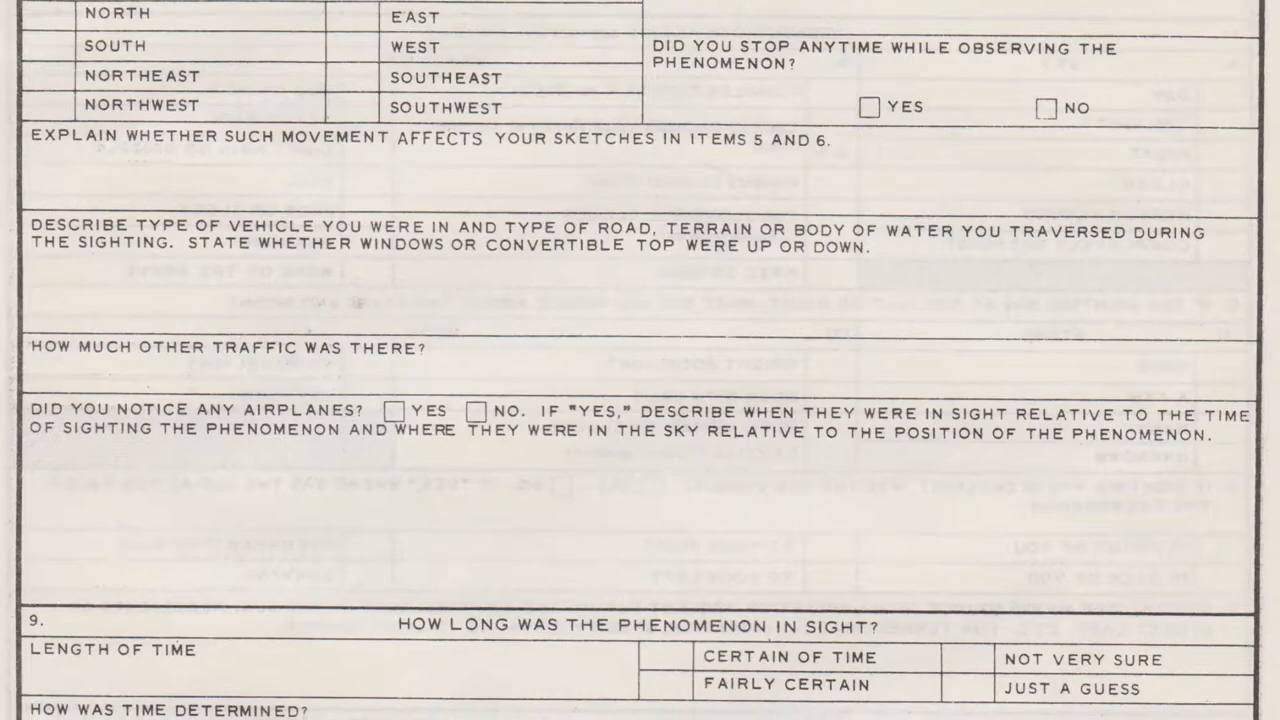 NORTH EAST
SOUTH WEST
NORTHEAST SOUTHEAST
NORTHWEST SOUTHWEST
DID YOU STOP ANYTIME WHILE OBSERVING THE
PHENOMENON?
YES NO
EXPLAIN WHETHER SUCH MOVEMENT AFFECTS YOUR SKETCHES IN ITEMS 5 AND 6.
DESCRIBE TYPE OF VEHICLE YOU WERE IN AND TYPE OF ROAD, TERRAIN OR BODY OF WATER YOU TRAVERSED DURING
THE SIGHTING. STATE WHETHER WINDOWS OR CONVERTIBLE TOP WERE UP OR DOWN.
HOW MUCH OTHER TRAFFIC WAS THERE?
DID YOU NOTICE ANY AIRPLANES? YES NO. IF "YES," DESCRIBE WHEN THEY WERE IN SIGHT RELATIVE TO THE TIME
OF SIGHTING THE PHENOMENON AND WHERE THEY WERE IN THE SKY RELATIVE TO THE POSITION OF THE PHENOMENON.
9. HOW LONG WAS THE PHENOMENON IN SIGHT?
LENGTH OF TIME
CERTAIN OF TIME NOT VERY SURE
FAIRLY CERTAIN JUST A GUESS
HOW WAS TIME DETERMINED?